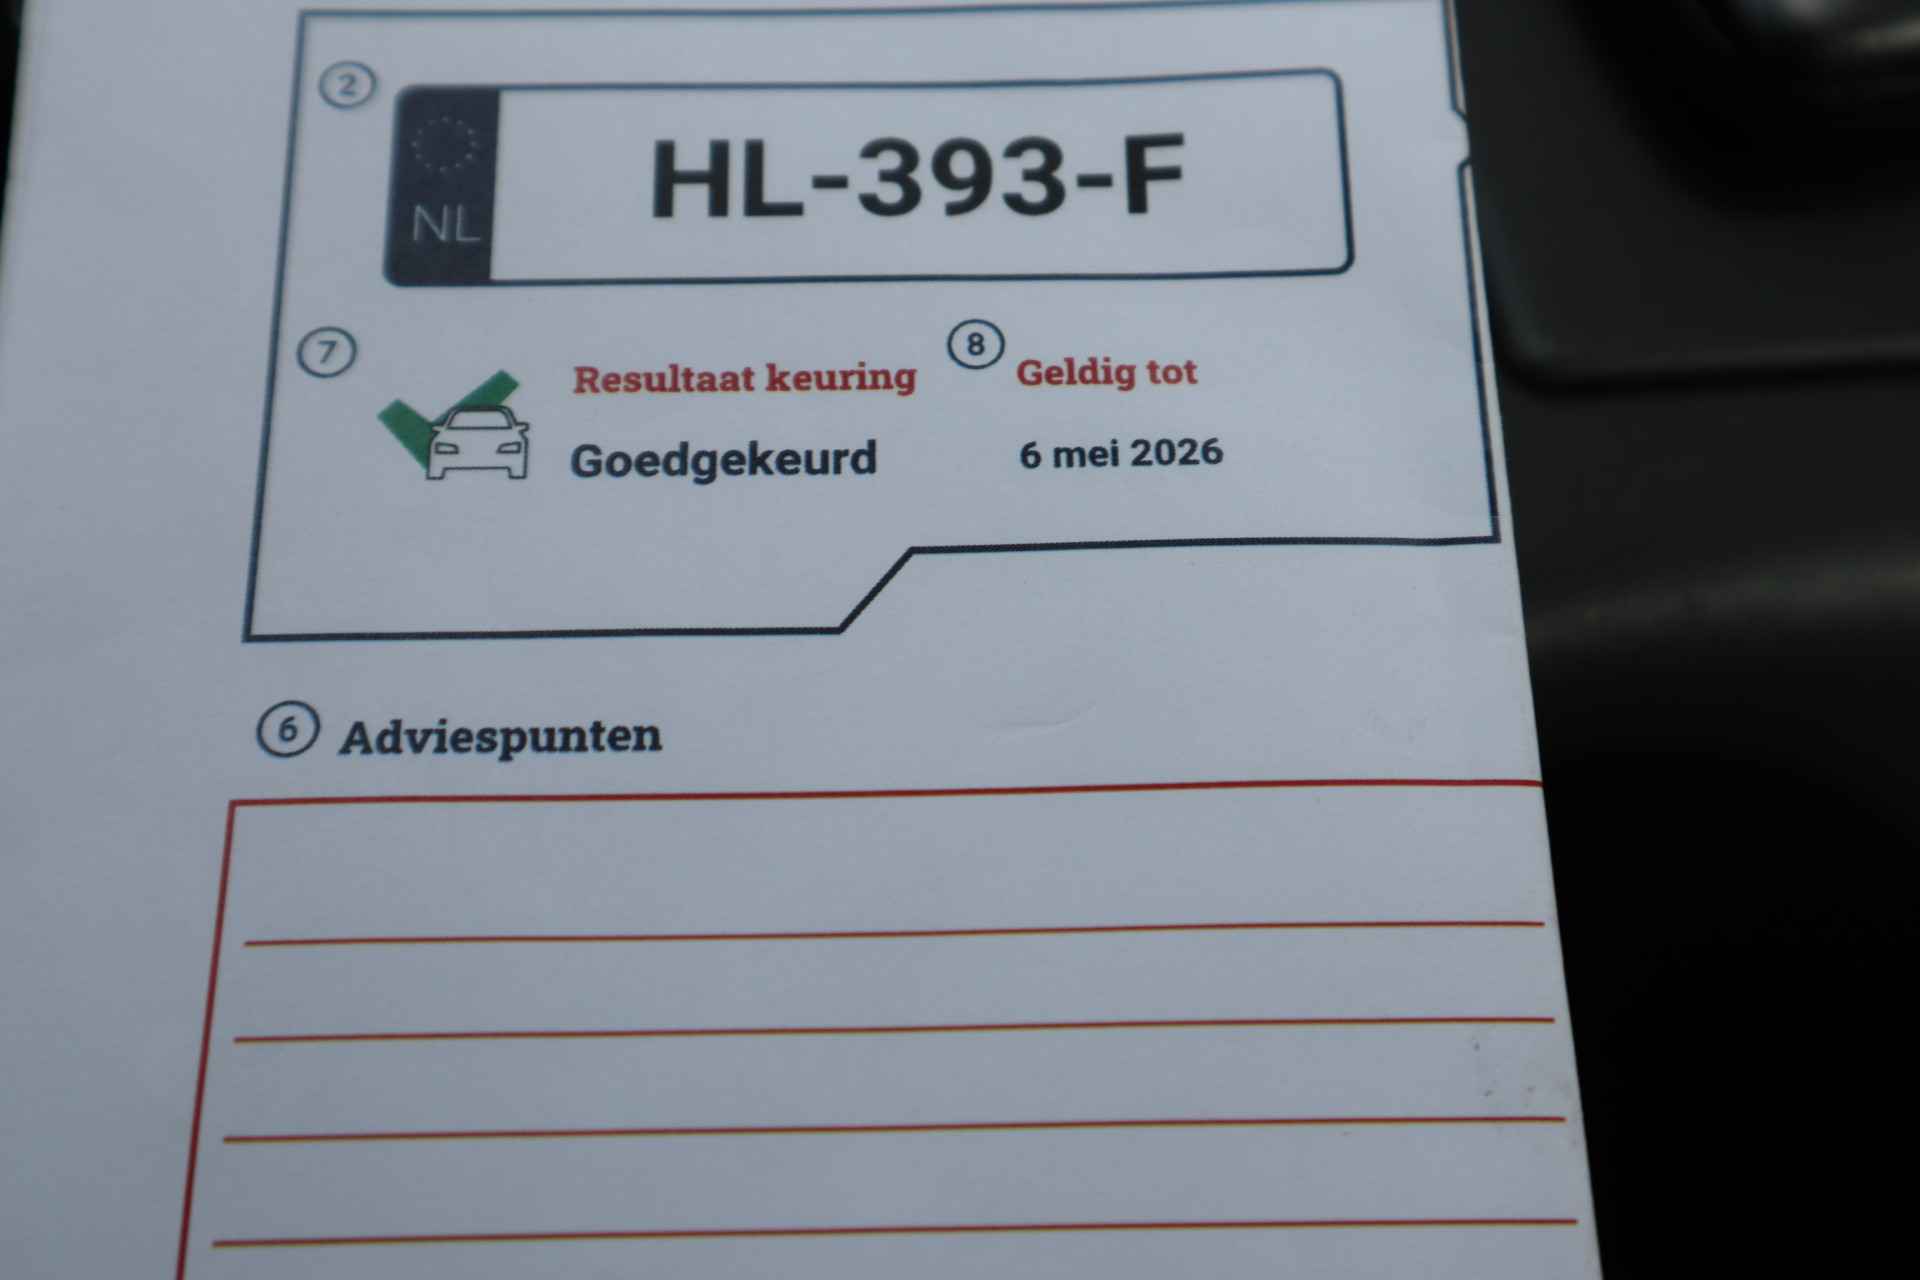 2
NL
HL-393-F
7
Resultaat keuring
8
Geldig tot
Goedgekeurd
6 mei 2026
6
Adviespunten